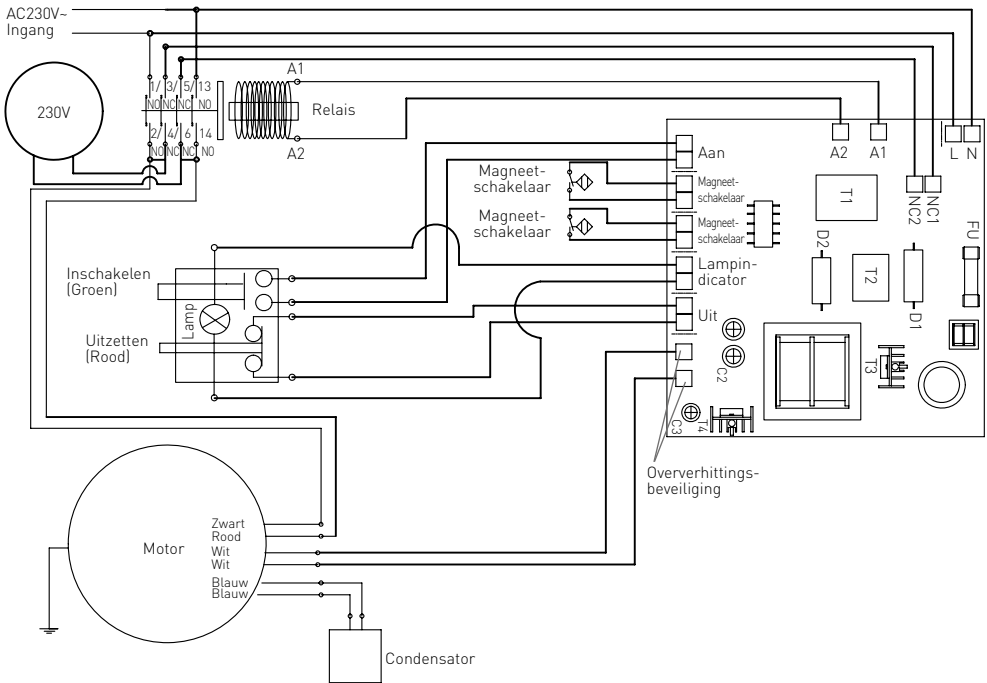 AC230V~
Ingang
230V
1/ 3/ 5/ 13
NO NC NC NO
2/ 4/ 6 14
NO NC NC NO
A1
Relais
A2
A2 A1 L N
Aan
Magneet-
schakelaar
Magneet-
schakelaar
Magneet-
schakelaar
Magneet-
schakelaar
T1
NC2 NC1
FU
D2
T2
D1
Lampin-
dicator
Uit
Inschakelen
(Groen)
Lamp
Uitzetten
(Rood)
C2
T3
C3
T4
Oververhittings-
beveiliging
Motor
Zwart
Rood
Wit
Wit
Blauw
Blauw
Condensator